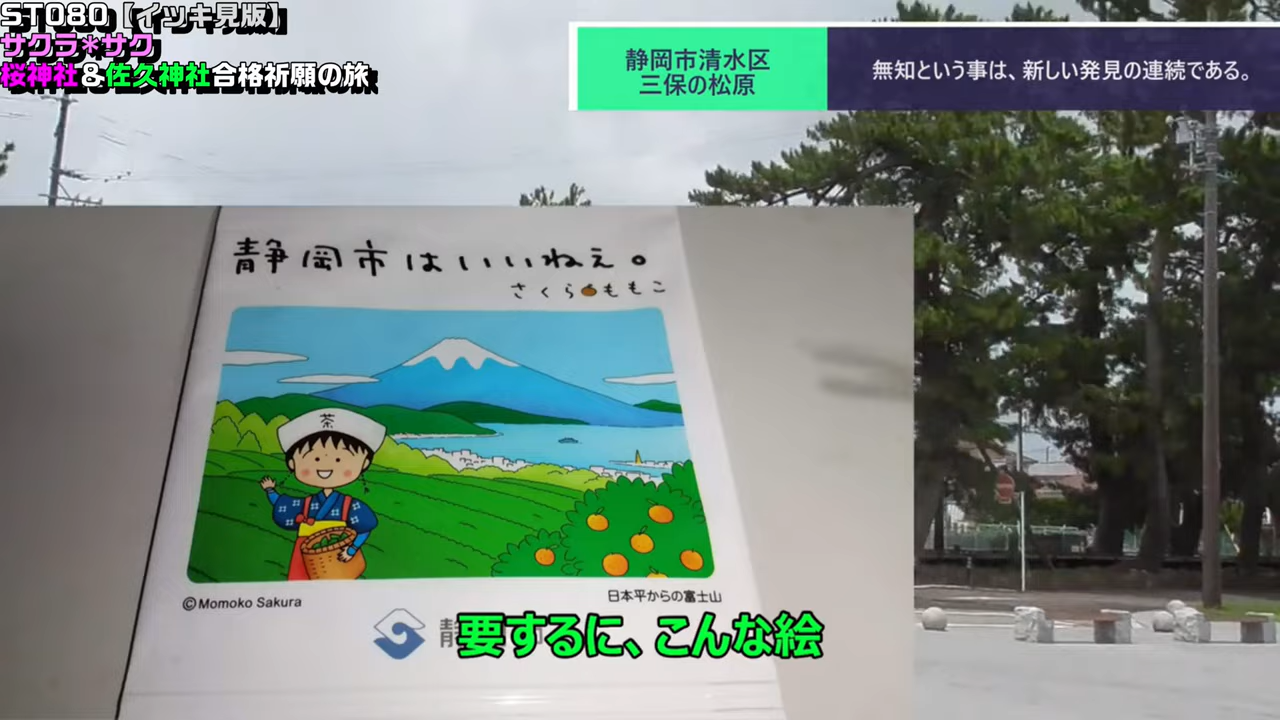 ST080【イツキ見版】
サクラ*サク
桜神社&佐久神社合格祈願の旅
静岡市清水区
三保の松原
無知という事は、新しい発見の連続である。
静岡市はいいねぇ。
さくらももこ
茶
©Momoko Sakura
日本平からの富士山
静
要するに、こんな絵